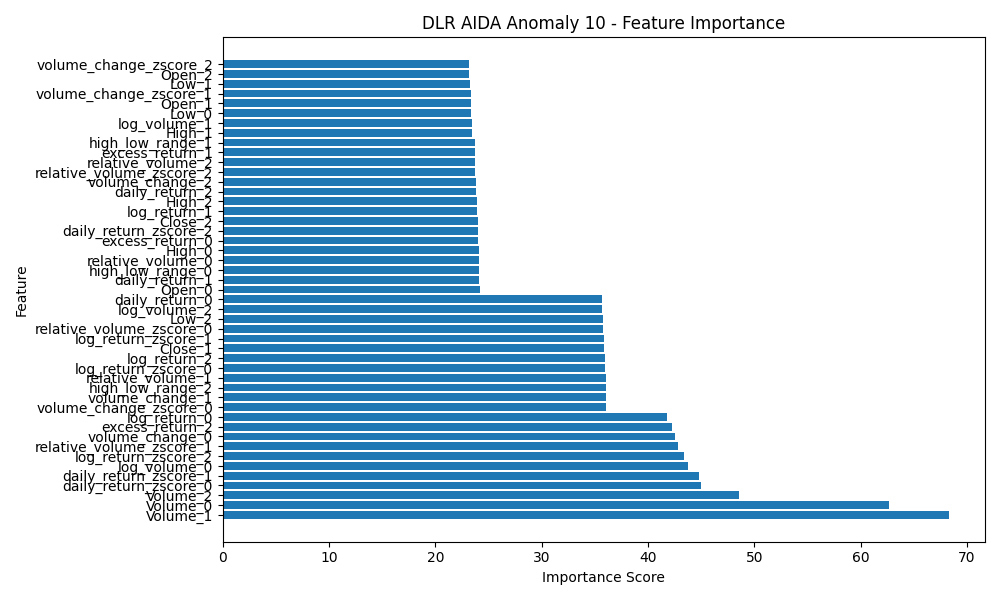 DLR AIDA Anomaly 10 - Feature Importance
volume_change_zscore_2
Open_2
Low_1
volume_change_zscore_1
Open_1
Low_0
log_volume_1
High_1
high_low_range_1
excess_return_1
relative_volume_2
relative_volume_zscore_2
volume_change_2
daily_return_2
High_2
log_return_1
Close_2
daily_return_zscore_2
excess_return_0
High_0
relative_volume_0
high_low_range_0
daily_return_1
Open_0
daily_return_0
log_volume_2
Low_2
relative_volume_zscore_0
log_return_zscore_1
Close_1
log_return_2
log_return_zscore_0
relative_volume_1
high_low_range_2
volume_change_1
volume_change_zscore_0
log_return_0
excess_return_2
volume_change_0
relative_volume_zscore_1
log_return_zscore_2
log_volume_0
daily_return_zscore_1
daily_return_zscore_0
Volume_2
Volume_0
Volume_1
Feature
0 10 20 30 40 50 60 70
Importance Score